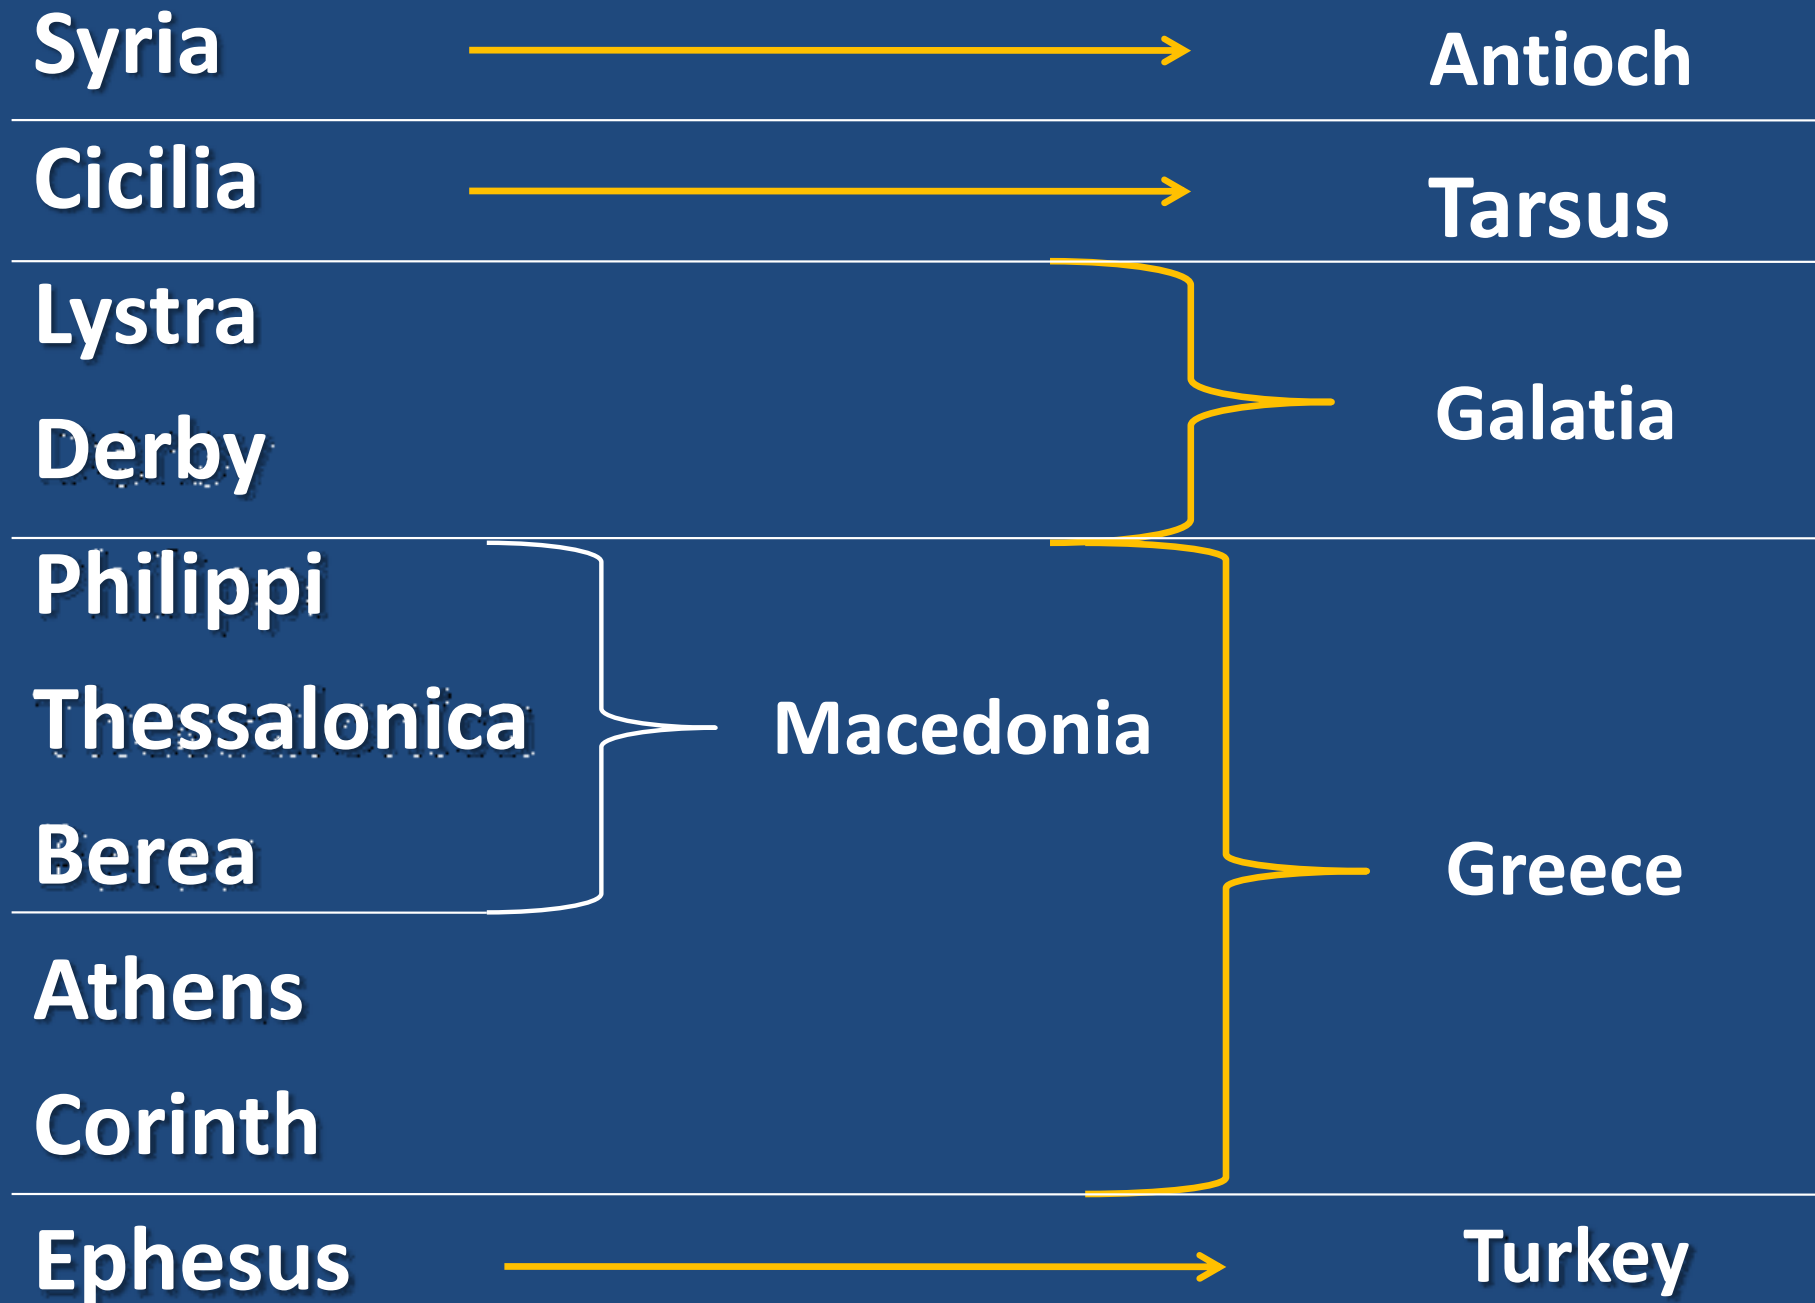 Syria Antioch
Cicilia Tarsus
Lystra
Galatia
Derby
Philippi
Thessalonica Macedonia
Berea
Greece
Athens
Corinth
Ephesus Turkey